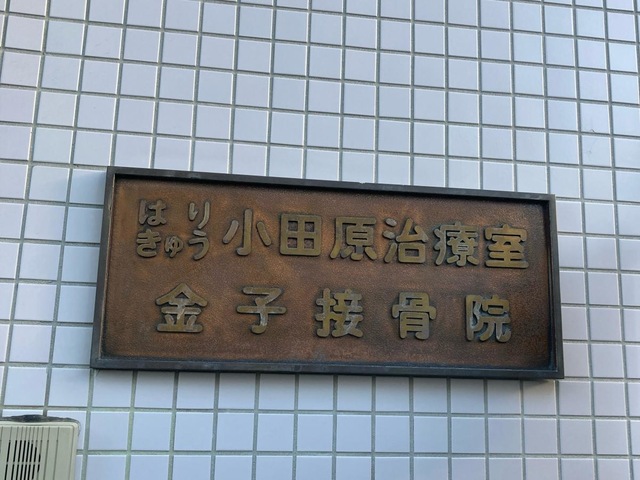 はり
きゅう 小田原治療室
金子接骨院